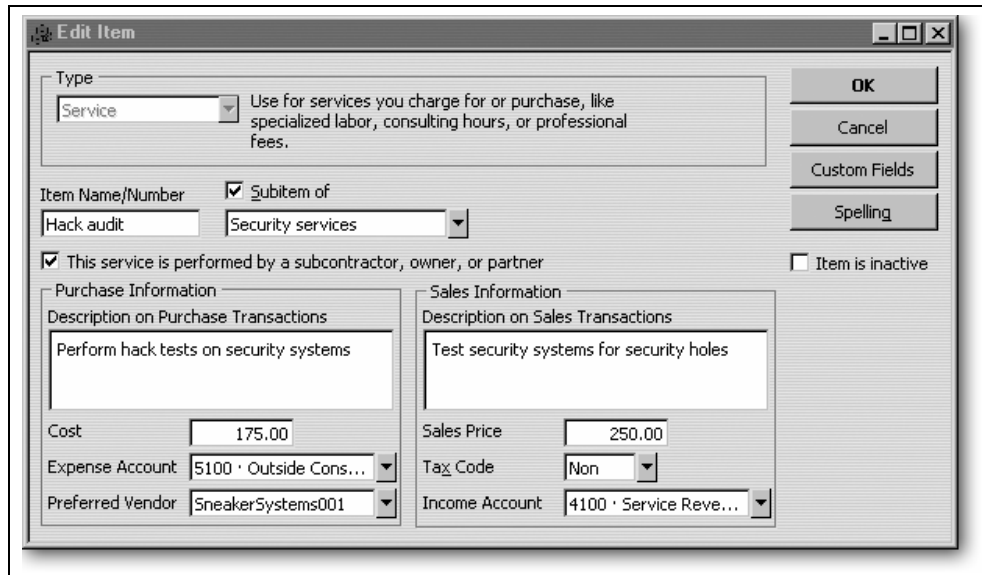 Edit Item
Type
Service
Use for services you charge for or purchase, like
specialized labor, consulting hours, or professional
fees.
OK
Cancel
Custom Fields
Spelling
Item Name/Number
Subitem of
Hack audit
Security services
This service is performed by a subcontractor, owner, or partner
Item is inactive
Purchase Information
Description on Purchase Transactions
Perform hack tests on security systems
Cost
175.00
Expense Account
5100 · Outside Cons...
Preferred Vendor
SneakerSystems001
Sales Information
Description on Sales Transactions
Test security systems for security holes
Sales Price
250.00
Tax Code
Non
Income Account
4100 · Service Reve...